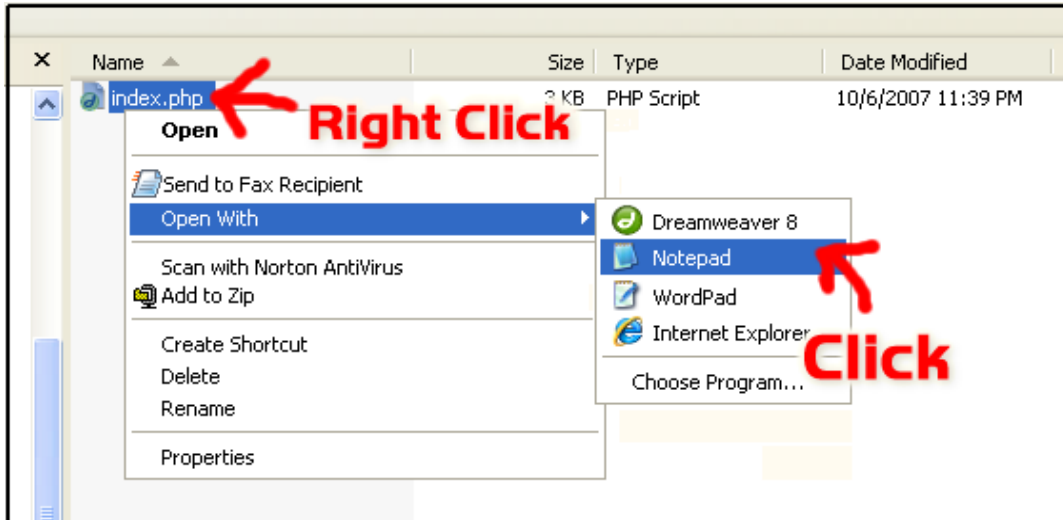 Name Size Type Date Modified
index.php 3 KB PHP Script 10/6/2007 11:39 PM
Right Click
Open
Send to Fax Recipient
Open With
Dreamweaver 8
Notepad
WordPad
Internet Explorer
Choose Program...
Click
Scan with Norton AntiVirus
Add to Zip
Create Shortcut
Delete
Rename
Properties